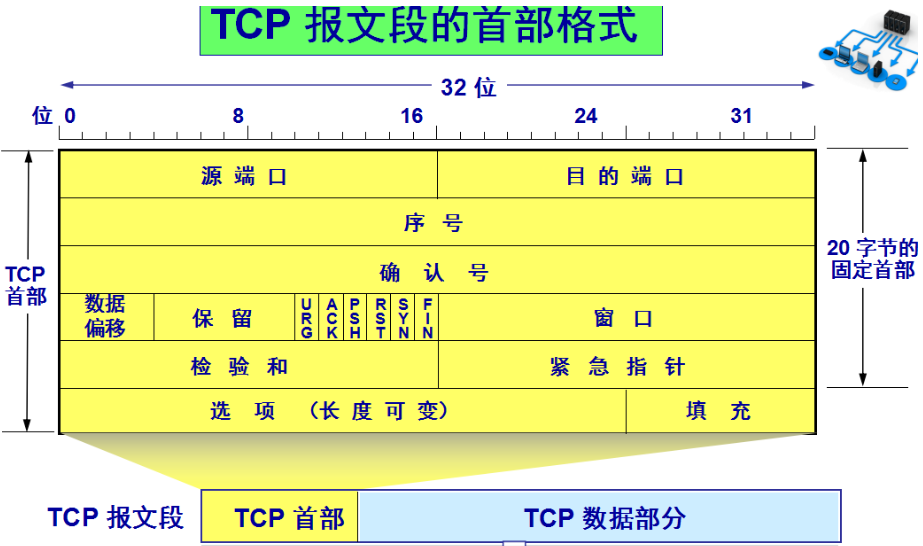 TCP 报文段的首部格式
32 位
位 0 8 16 24 31
源 端 口 目 的 端 口
序 号
20 字节的
固定首部
确 认 号
TCP
首部
数据
偏移
保 留
URG
ACK
PSH
RST
SYN
FIN
窗 口
检 验 和 紧 急 指 针
选 项 （长 度 可 变） 填 充
TCP 报文段 TCP 首部 TCP 数据部分